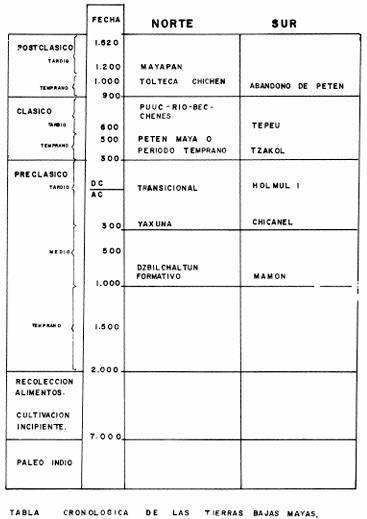 FECHA NORTE SUR
POSTCLASICO 1.520
TARDIO 1.200 MAYAPAN
1.000 TOLTECA CHICHEN
TEMPRANO ABANDONO DE PETEN
900
CLASICO PUUC-RIO-BEC-
CHENES
TARDIO 600 TEPEU
500 PETEN MAYA O
TEMPRANO PERIODO TEMPRANO TZAKOL
300
PRECLASICO
TARDIO DC TRANSICIONAL HOLMUL I
AC
300 YAXUNA CHICANEL
MEDIO 500
DZBILCHALTUN
FORMATIVO MAMON
1.000
TEMPRANO 1.500
2.000
RECOLECCION
ALIMENTOS.
CULTIVACION
INCIPIENTE.
7.000
PALEO INDIO
TABLA CRONOLOGICA DE LAS TIERRAS BAJAS MAYAS.